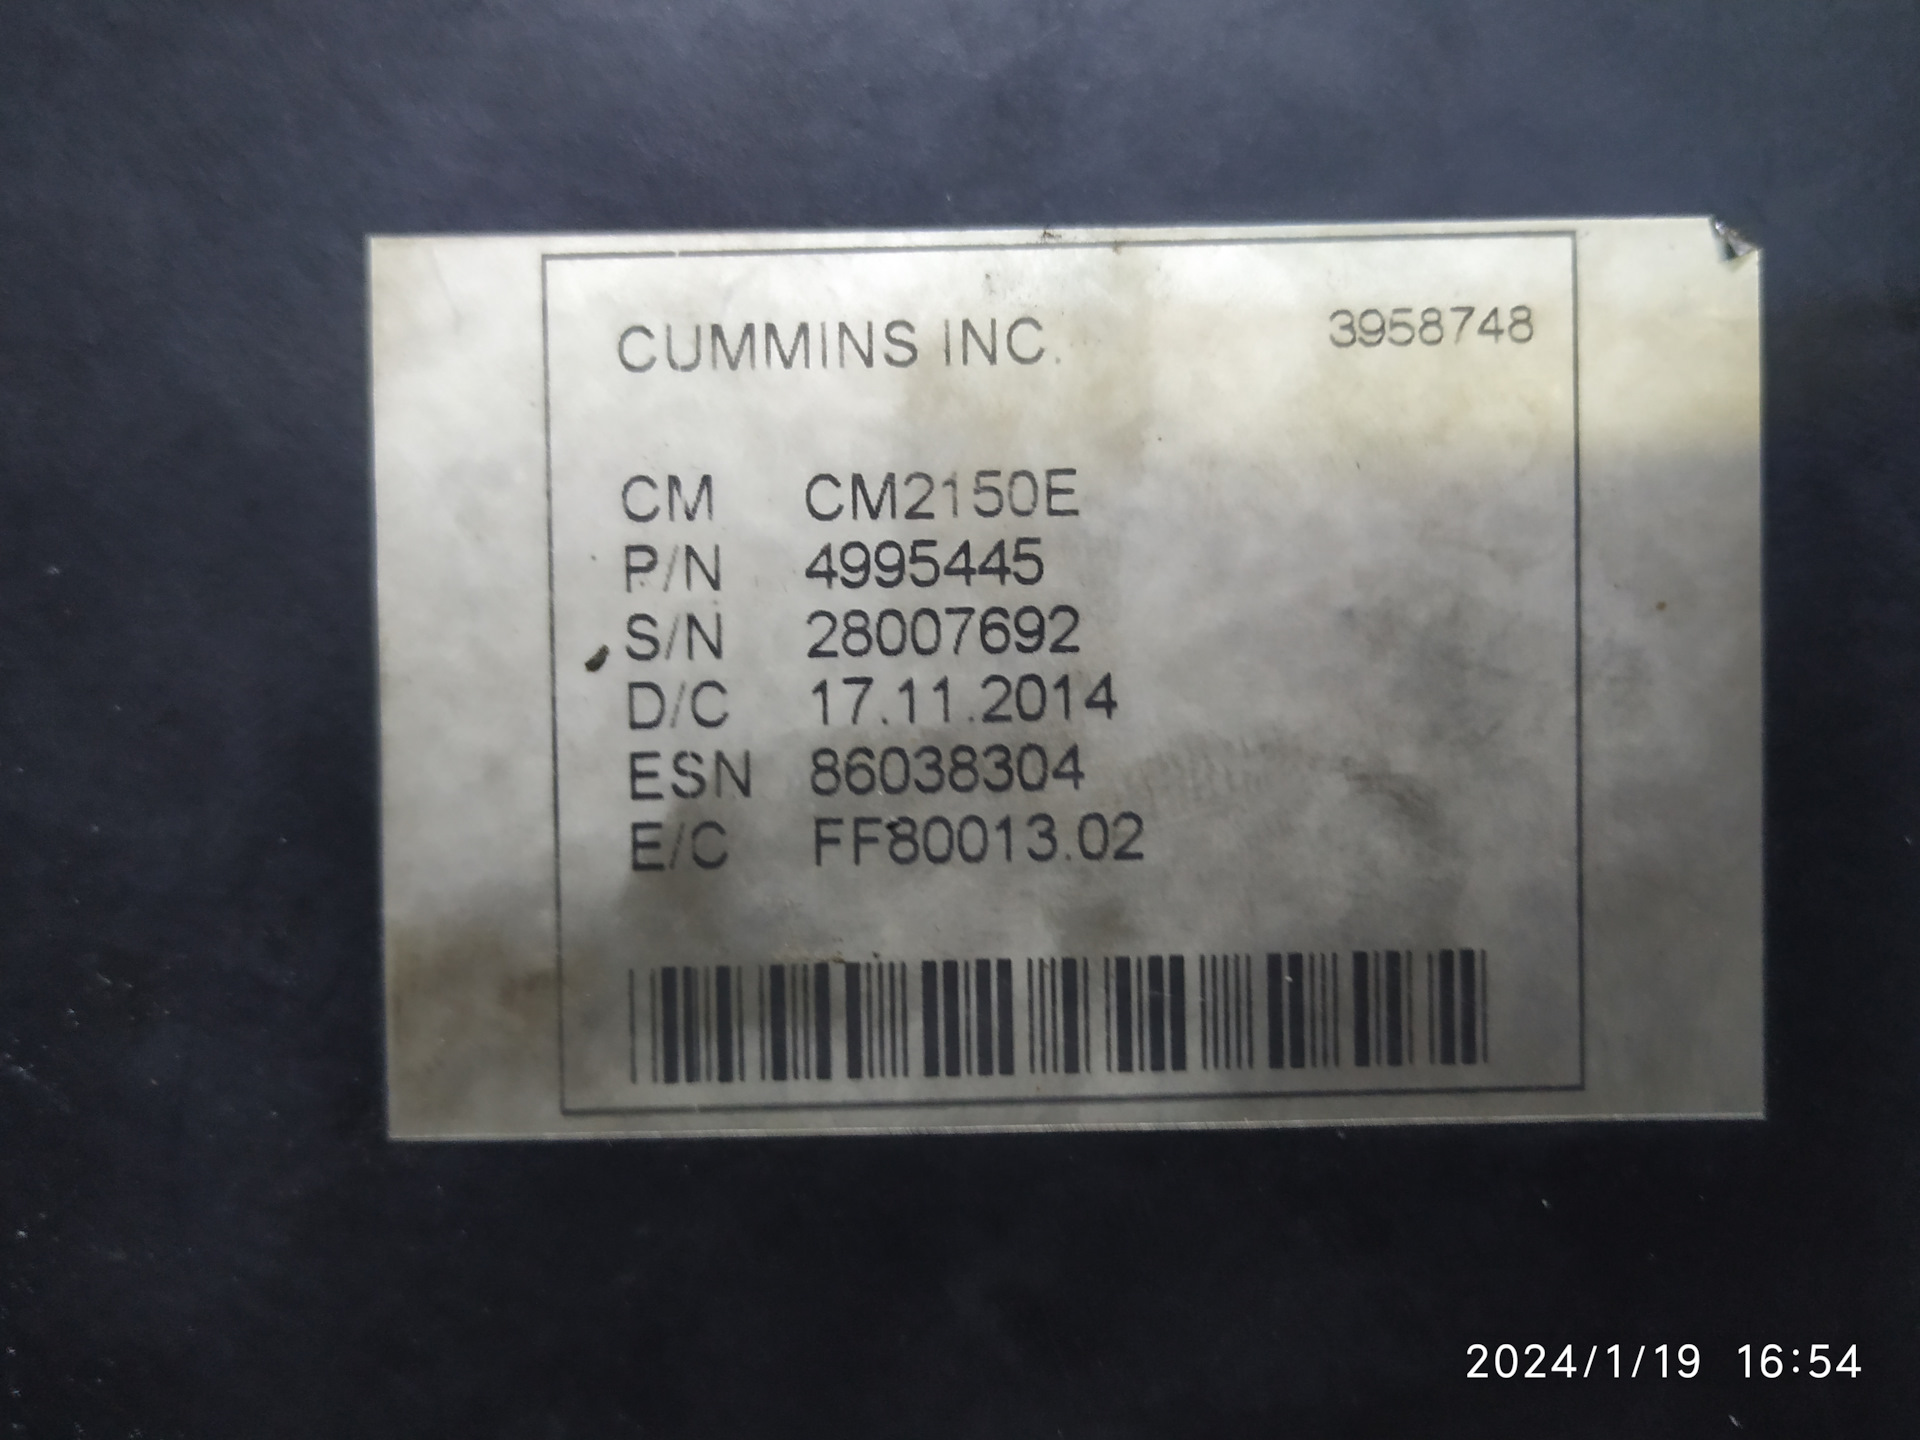 CUMMINS INC. 3958748
CM CM2150E
P/N 4995445
S/N 28007692
D/C 17.11.2014
ESN 86038304
E/C FF80013.02
2024/1/19 16:54